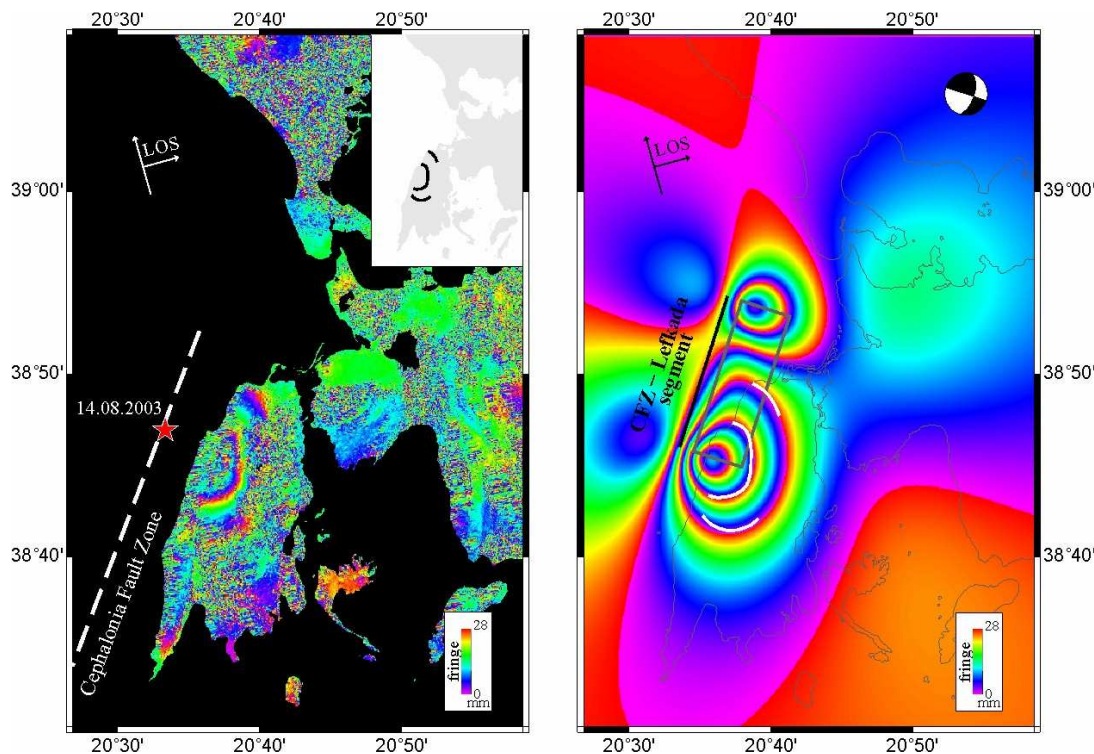 20°30' 20°40' 20°50'
39°00'
38°50'
38°40'
LOS
14.08.2003
Cephalonia Fault Zone
28
fringe
0
mm
20°30' 20°40' 20°50'
20°30' 20°40' 20°50'
39°00'
38°50'
38°40'
LOS
CFZ – Lefkada
segment
28
fringe
0
mm
20°30' 20°40' 20°50'